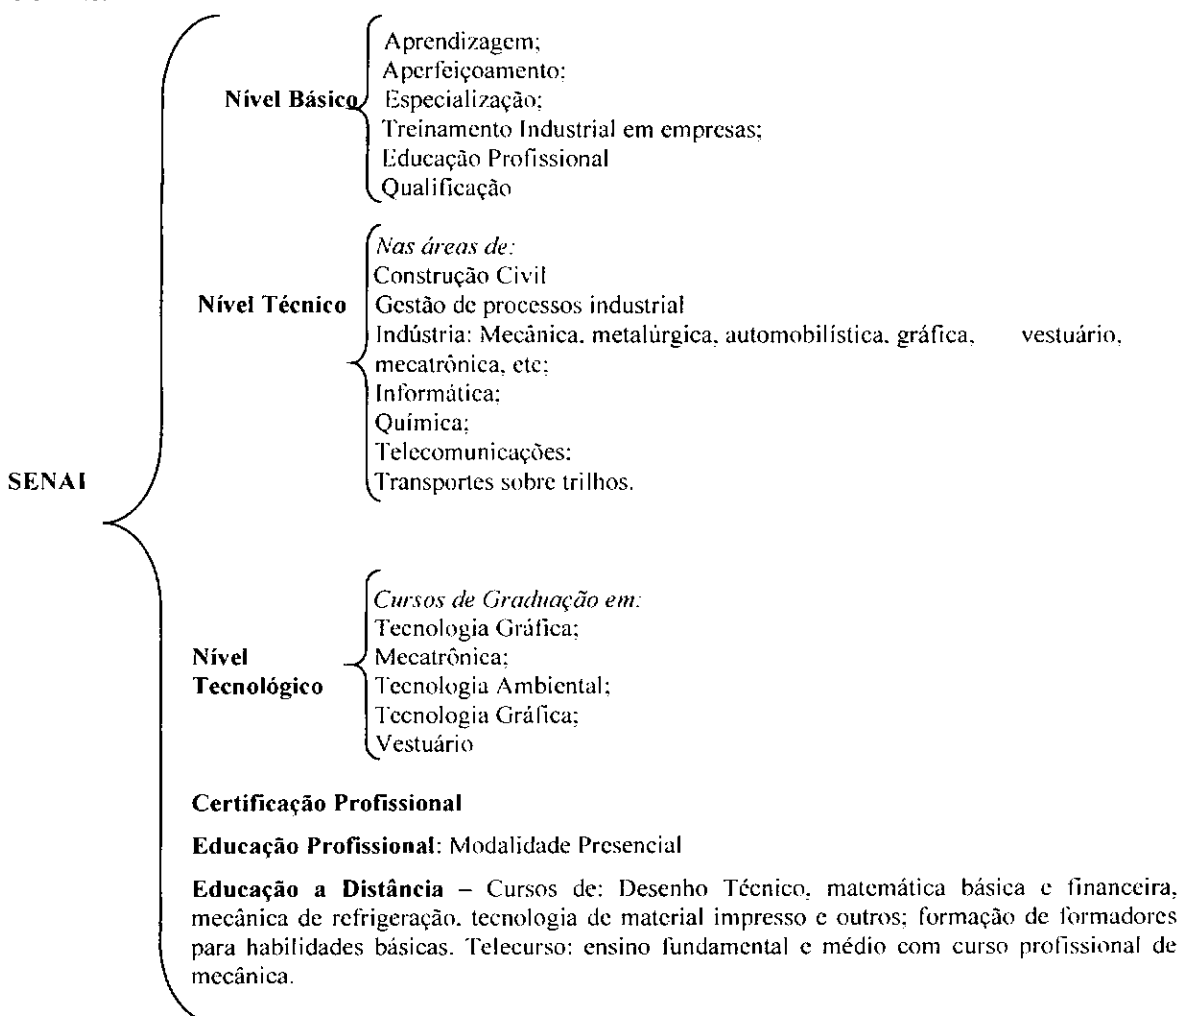 Aprendizagem;
Aperfeiçoamento;
Nível Básico Especialização;
Treinamento Industrial em empresas;
Educação Profissional
Qualificação
Nas áreas de:
Construção Civil
Nível Técnico Gestão de processos industrial
Indústria: Mecânica, metalúrgica, automobilística, gráfica, vestuário,
mecatrônica, etc;
Informática;
Química;
Telecomunicações;
SENAI Transportes sobre trilhos.
Cursos de Graduação em:
Tecnologia Gráfica;
Nível Mecatrônica;
Tecnológico Tecnologia Ambiental;
Tecnologia Gráfica;
Vestuário
Certificação Profissional
Educação Profissional: Modalidade Presencial
Educação a Distância – Cursos de: Desenho Técnico, matemática básica e financeira,
mecânica de refrigeração, tecnologia de material impresso e outros; formação de formadores
para habilidades básicas. Telecurso: ensino fundamental e médio com curso profissional de
mecânica.